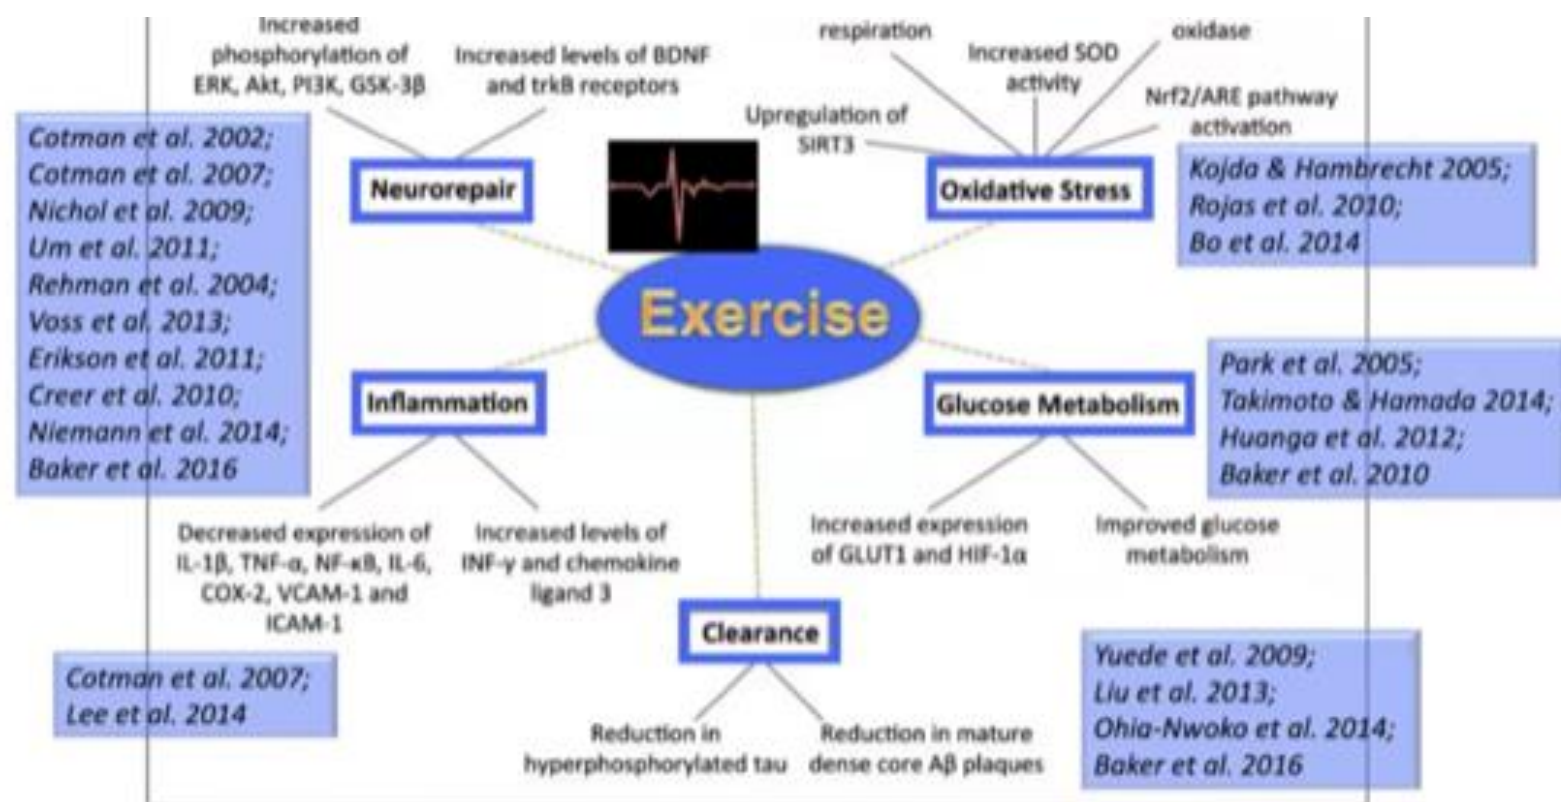 Increased
phosphorylation of
ERK, Akt, PI3K, GSK-3β
Increased levels of BDNF
and trkB receptors
respiration
Increased SOD
activity
oxidase
Upregulation of
SIRT3
Nrf2/ARE pathway
activation
Cotman et al. 2002;
Cotman et al. 2007;
Nichol et al. 2009;
Um et al. 2011;
Rehman et al. 2004;
Voss et al. 2013;
Erikson et al. 2011;
Creer et al. 2010;
Niemann et al. 2014;
Baker et al. 2016
Neurorepair
Oxidative Stress
Kojda & Hambrecht 2005;
Rojas et al. 2010;
Bo et al. 2014
Exercise
Inflammation
Glucose Metabolism
Park et al. 2005;
Takimoto & Hamada 2014;
Huanga et al. 2012;
Baker et al. 2010
Decreased expression of
IL-1β, TNF-α, NF-κB, IL-6,
COX-2, VCAM-1 and
ICAM-1
Increased levels of
INF-γ and chemokine
ligand 3
Increased expression
of GLUT1 and HIF-1α
Improved glucose
metabolism
Clearance
Cotman et al. 2007;
Lee et al. 2014
Reduction in
hyperphosphorylated tau
Reduction in mature
dense core Aβ plaques
Yuede et al. 2009;
Liu et al. 2013;
Ohia-Nwoko et al. 2014;
Baker et al. 2016